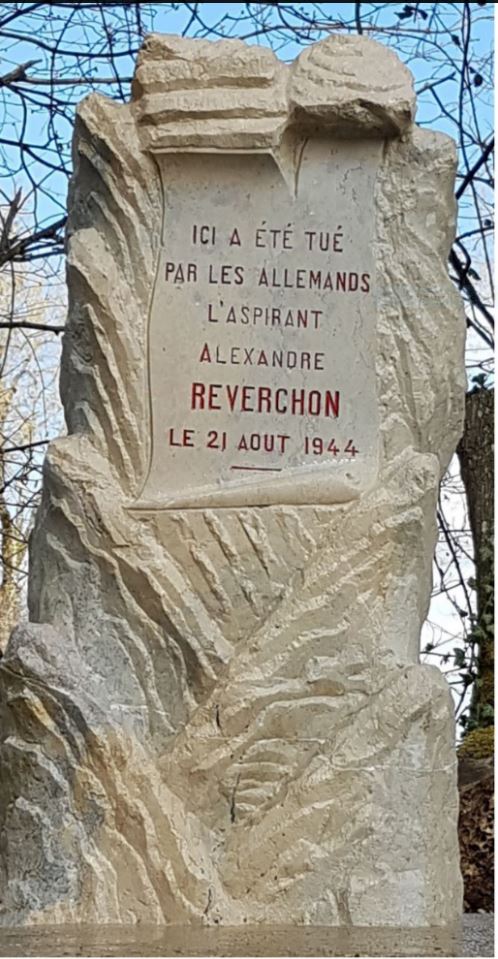 ICI A ÉTÉ TUÉ
PAR LES ALLEMANDS
L'ASPIRANT
ALEXANDRE
REVERCHON
LE 21 AOUT 1944